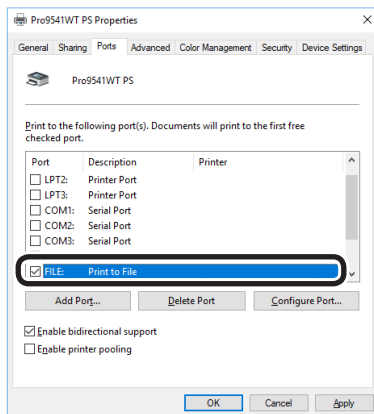 Pro9541WT PS Properties
General Sharing Ports Advanced Color Management Security Device Settings
Pro9541WT PS
Print to the following port(s). Documents will print to the first free
checked port.
Port Description Printer
LPT2: Printer Port
LPT3: Printer Port
COM1: Serial Port
COM2: Serial Port
COM3: Serial Port
FILE: Print to File
Add Port... Delete Port Configure Port...
Enable bidirectional support
Enable printer pooling
OK Cancel Apply